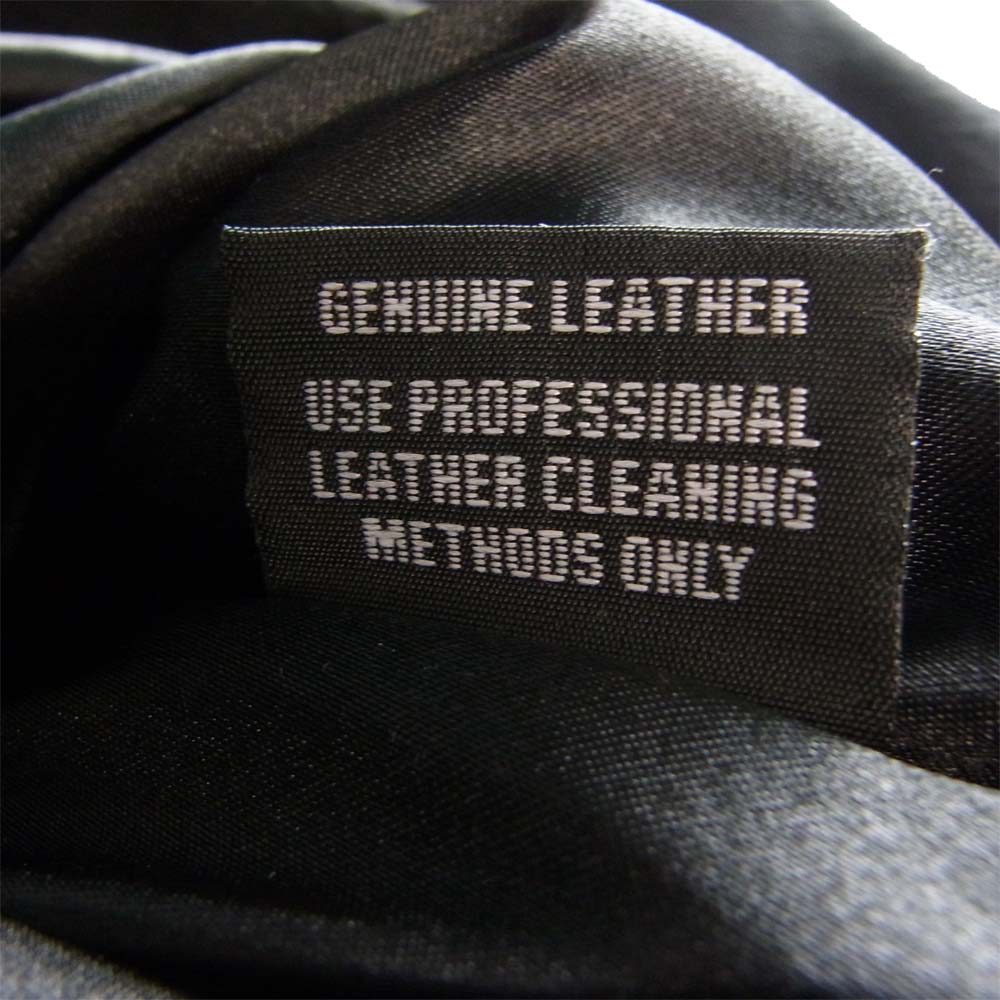 GENUINE LEATHER
USE PROFESSIONAL
LEATHER CLEANING
METHODS ONLY